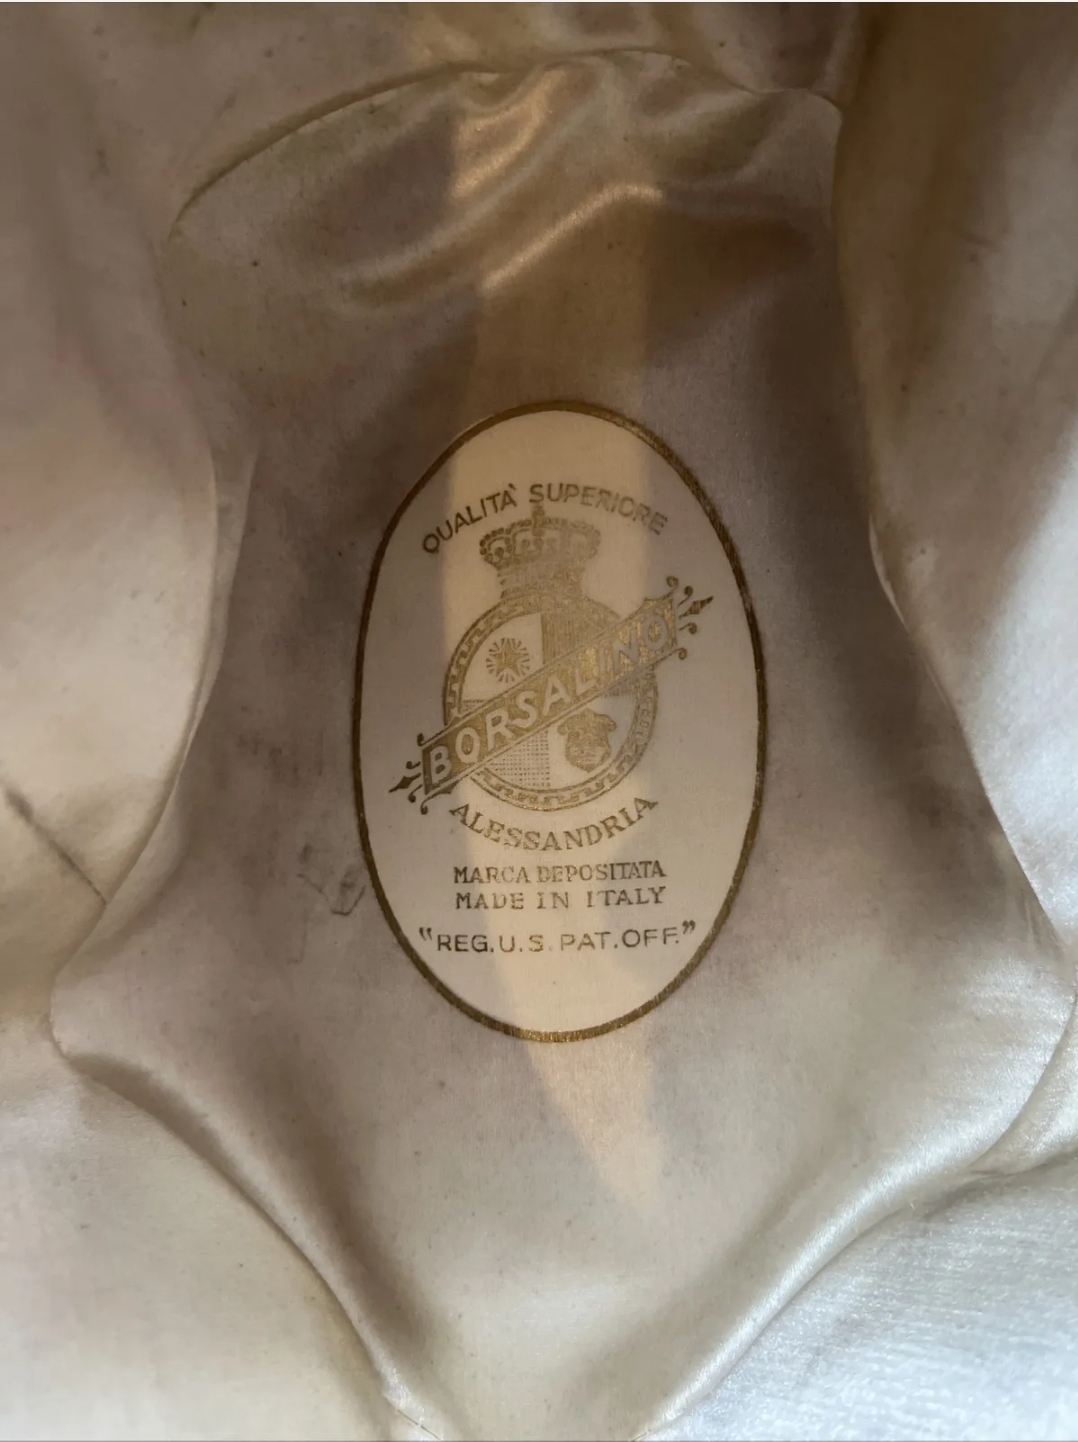 QUALITÀ SUPERIORE
BORSALINO
ALESSANDRIA
MARCA DEPOSITATA
MADE IN ITALY
"REG.U.S.PAT.OFF."